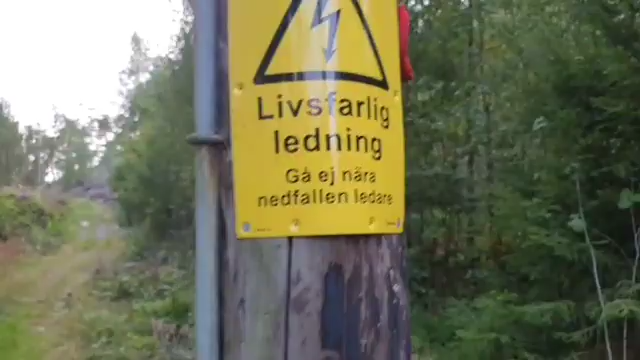 Livsfarlig
ledning
Gå ej nära
nedfallen ledare